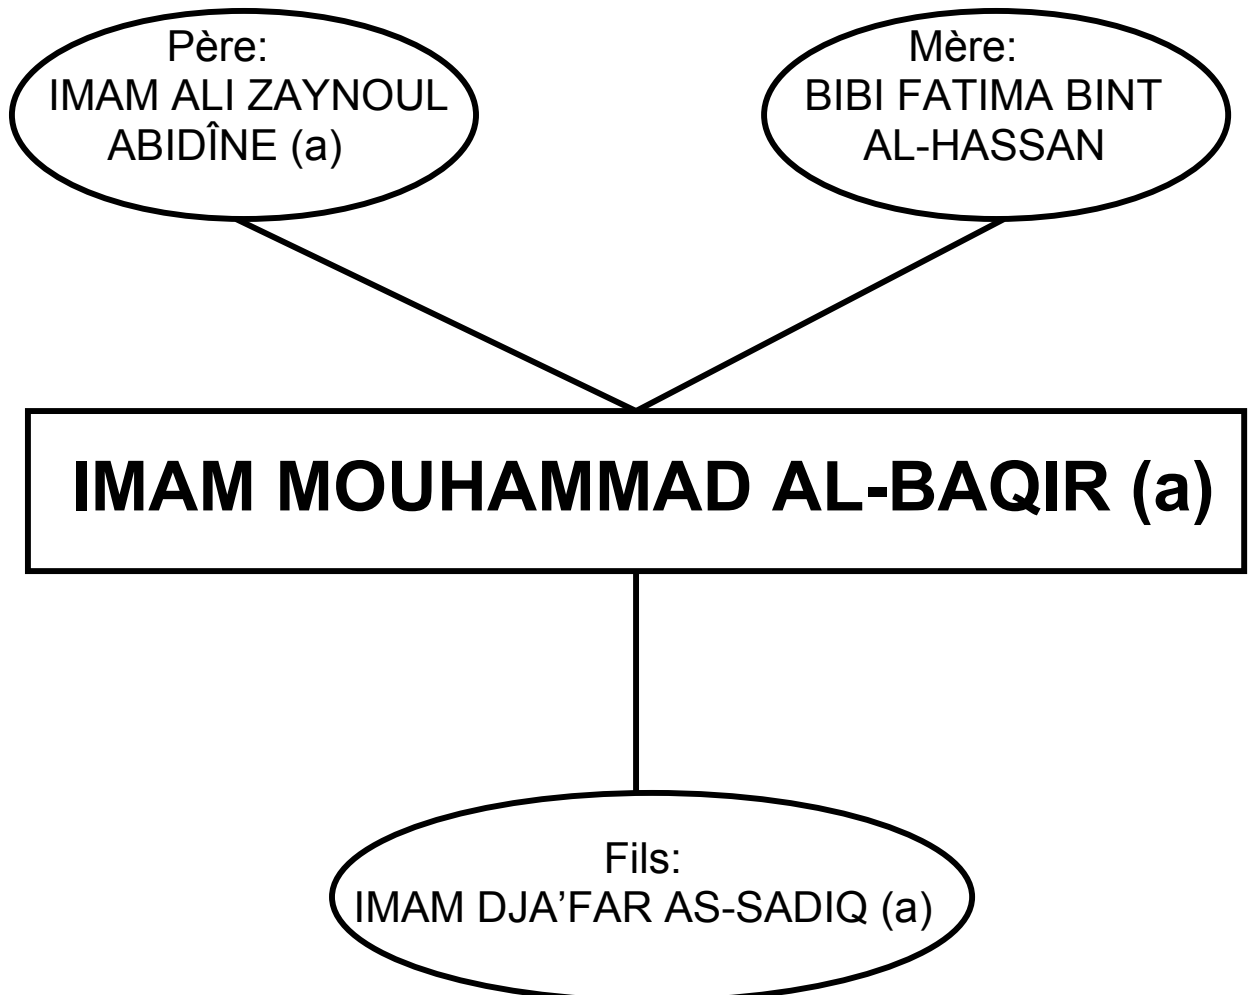 Père:
IMAM ALI ZAYNOUL
ABIDÎNE (a)
Mère:
BIBI FATIMA BINT
AL-HASSAN
IMAM MOUHAMMAD AL-BAQIR (a)
Fils:
IMAM DJA’FAR AS-SADIQ (a)